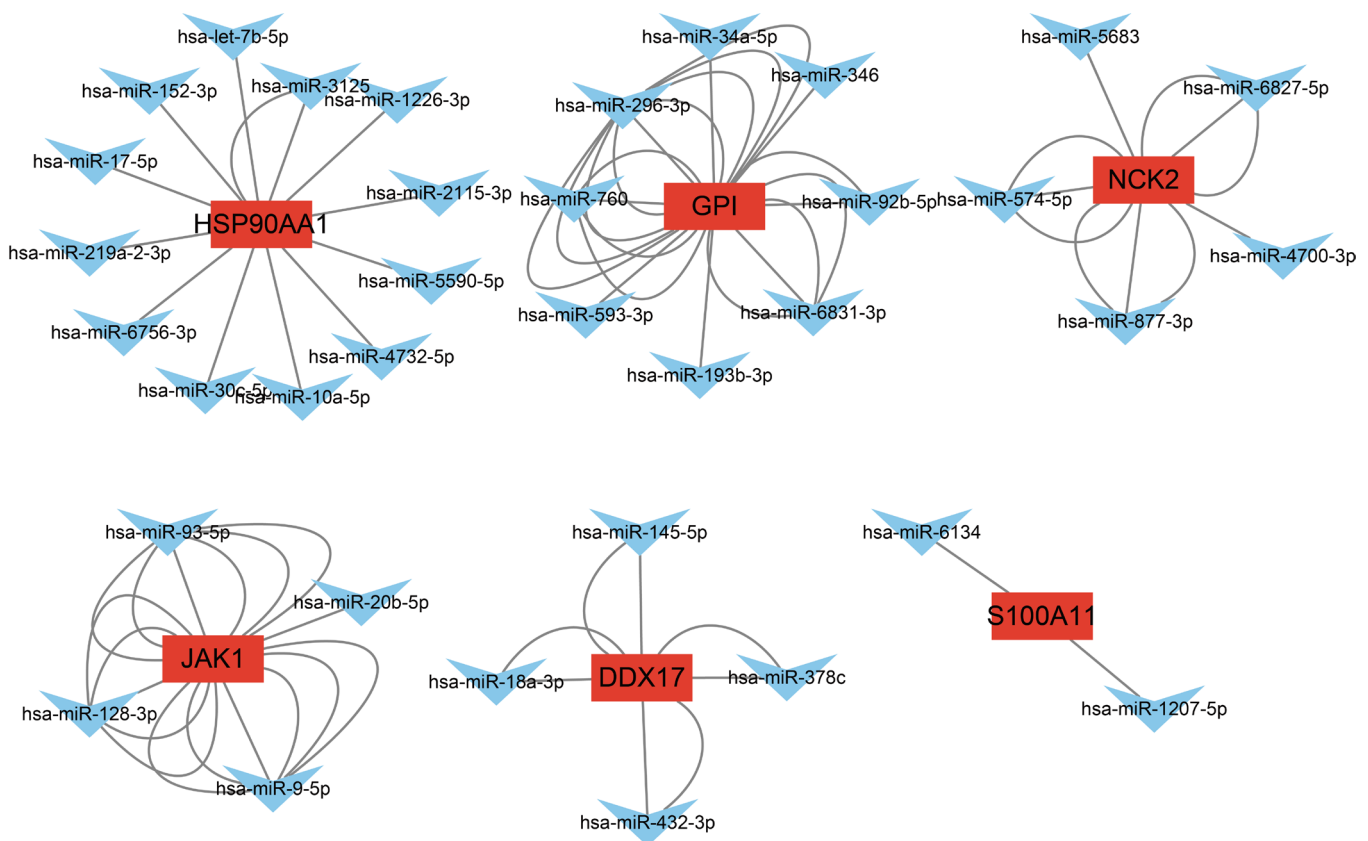 hsa-let-7b-5p
hsa-miR-152-3p
hsa-miR-3125
hsa-miR-1226-3p
hsa-miR-17-5p
hsa-miR-2115-3p
HSP90AA1
hsa-miR-219a-2-3p
hsa-miR-5590-5p
hsa-miR-6756-3p
hsa-miR-4732-5p
hsa-miR-30c-5p
hsa-miR-10a-5p
hsa-miR-34a-5p
hsa-miR-346
hsa-miR-296-3p
hsa-miR-760
GPI
hsa-miR-92b-5p
hsa-miR-593-3p
hsa-miR-6831-3p
hsa-miR-193b-3p
hsa-miR-5683
hsa-miR-6827-5p
NCK2
hsa-miR-574-5p
hsa-miR-4700-3p
hsa-miR-877-3p
hsa-miR-93-5p
hsa-miR-20b-5p
JAK1
hsa-miR-128-3p
hsa-miR-9-5p
hsa-miR-145-5p
DDX17
hsa-miR-18a-3p
hsa-miR-378c
hsa-miR-432-3p
hsa-miR-6134
S100A11
hsa-miR-1207-5p